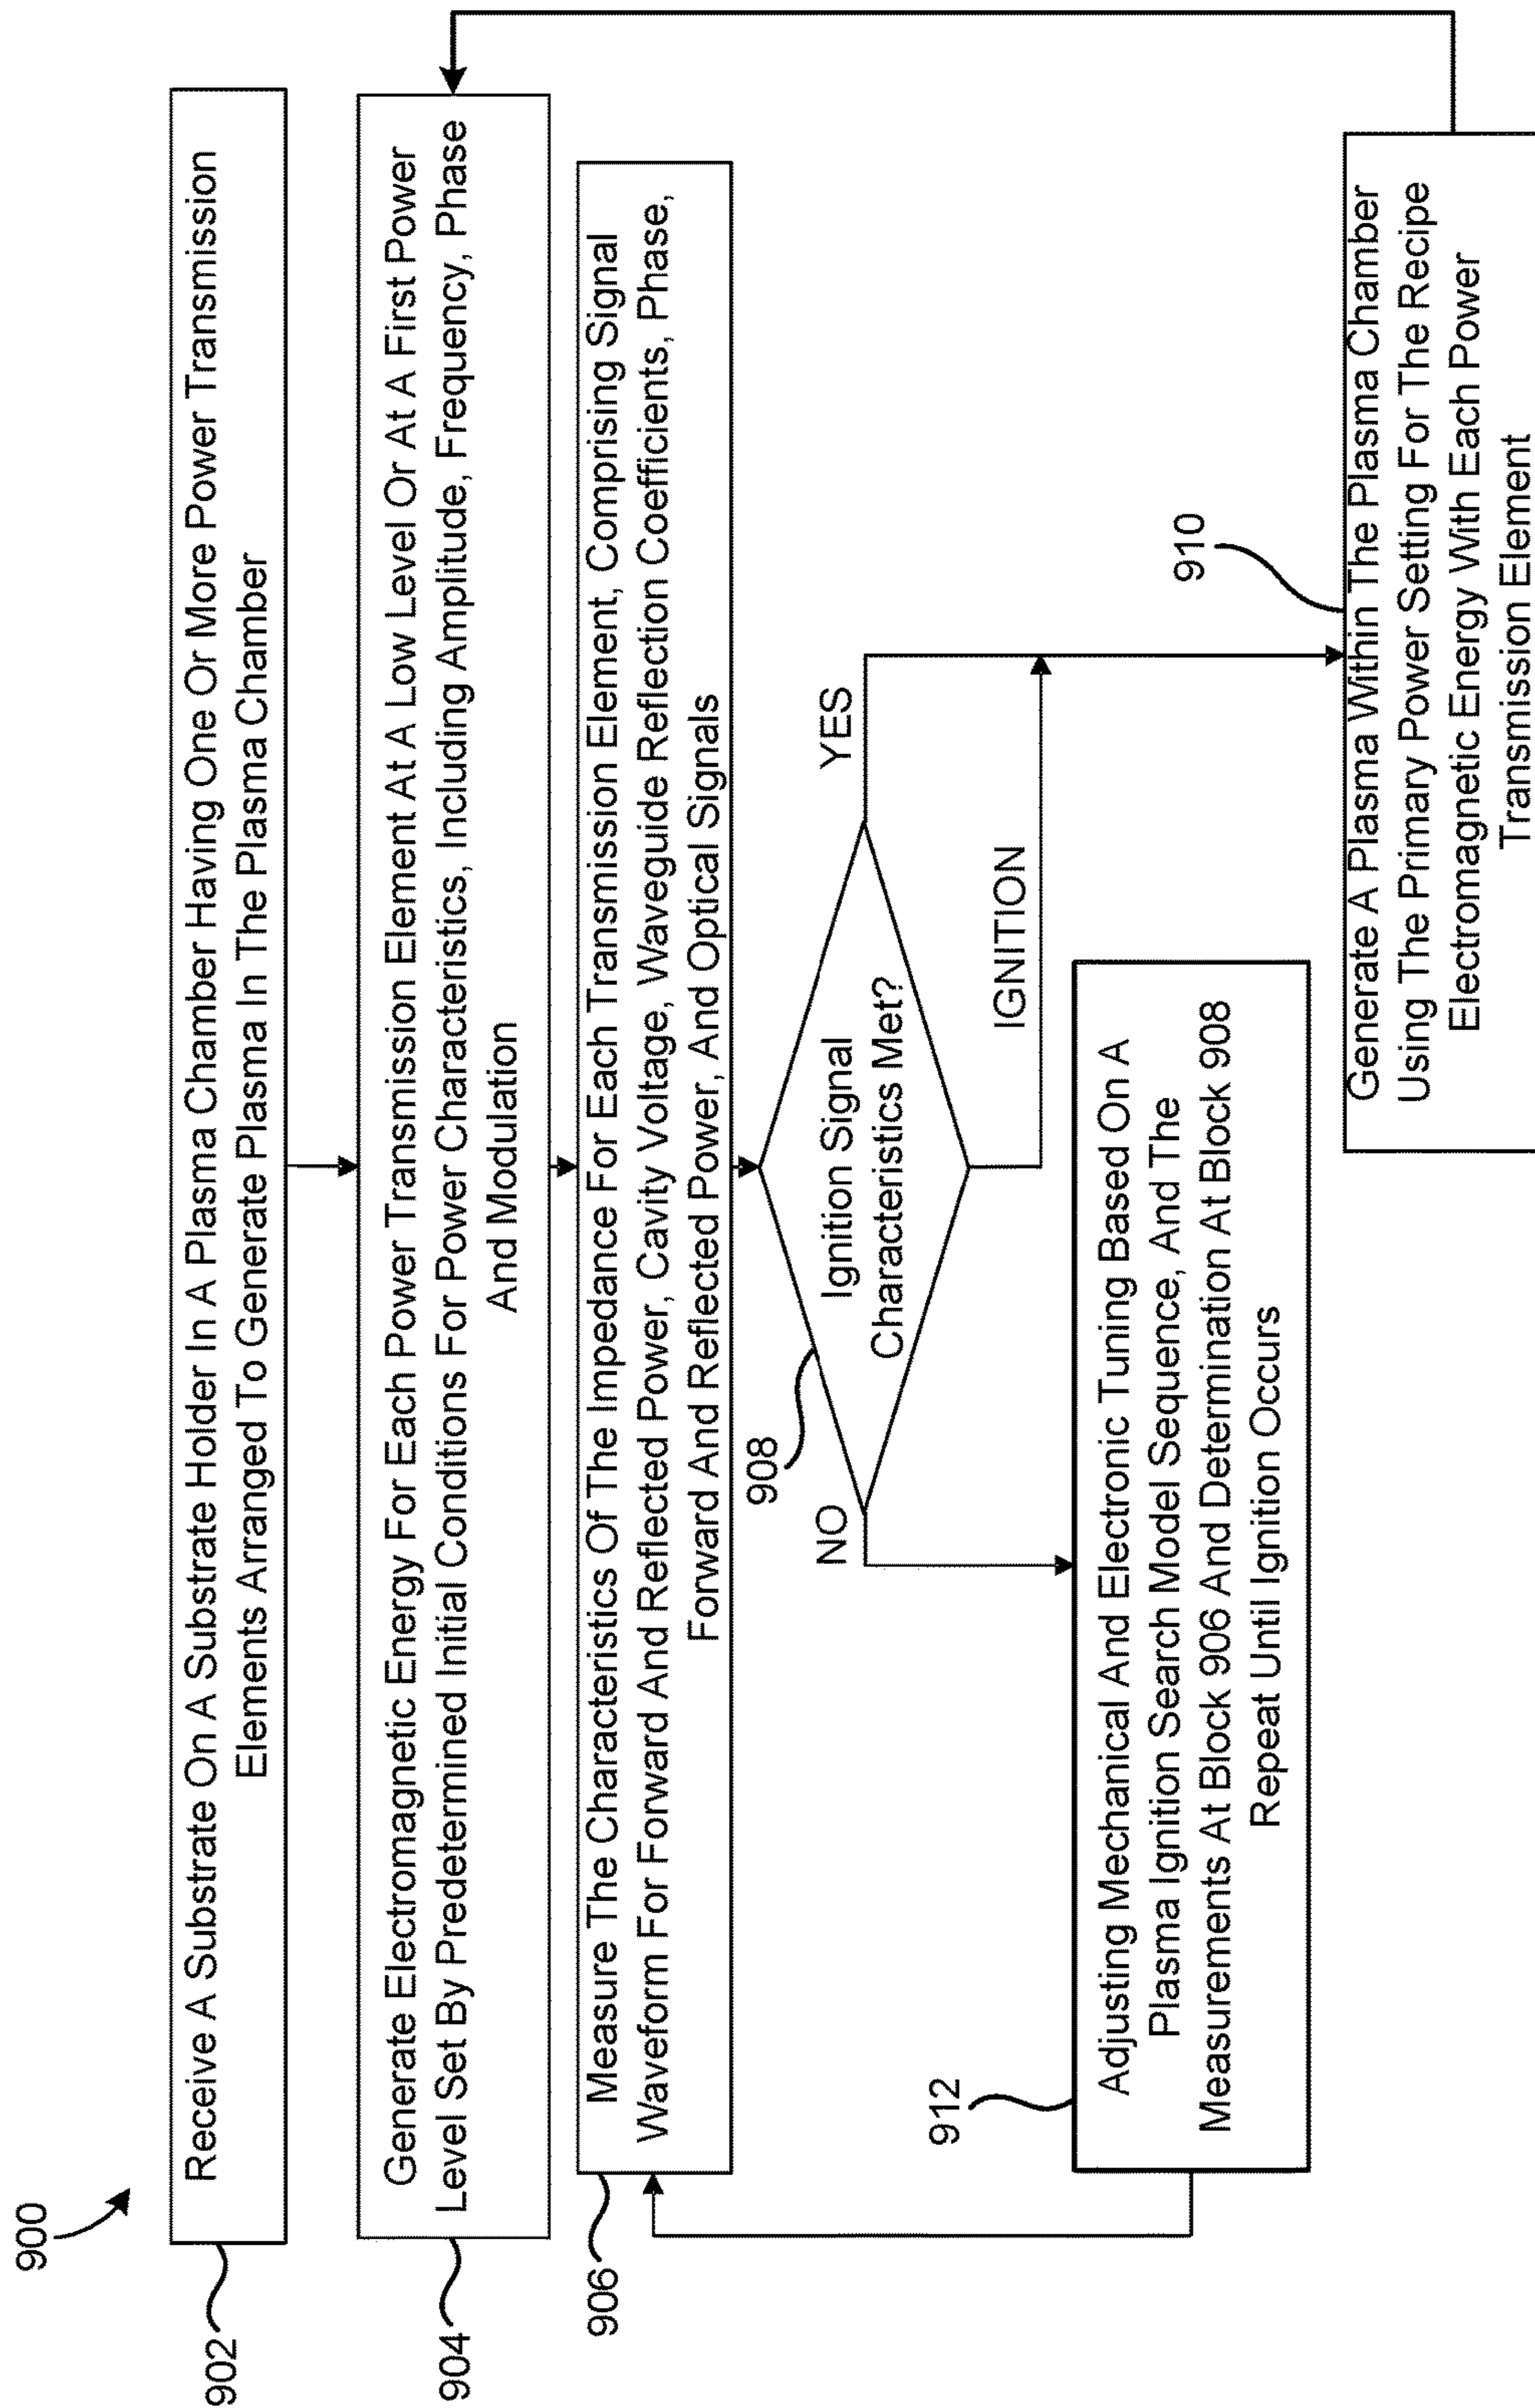 900
902
Receive A Substrate On A Substrate Holder In A Plasma Chamber Having One Or More Power Transmission
Elements Arranged To Generate Plasma In The Plasma Chamber
904
Generate Electromagnetic Energy For Each Power Transmission Element At A Low Level Or At A First Power
Level Set By Predetermined Initial Conditions For Power Characteristics, Including Amplitude, Frequency, Phase
And Modulation
906
Measure The Characteristics Of The Impedance For Each Transmission Element, Comprising Signal
Waveform For Forward And Reflected Power, Cavity Voltage, Waveguide Reflection Coefficients, Phase,
Forward And Reflected Power, And Optical Signals
908
Ignition Signal
Characteristics Met?
NO
YES
IGNITION
912
Adjusting Mechanical And Electronic Tuning Based On A
Plasma Ignition Search Model Sequence, And The
Measurements At Block 906 And Determination At Block 908
Repeat Until Ignition Occurs
910
Generate A Plasma Within The Plasma Chamber
Using The Primary Power Setting For The Recipe
Electromagnetic Energy With Each Power
Transmission Element